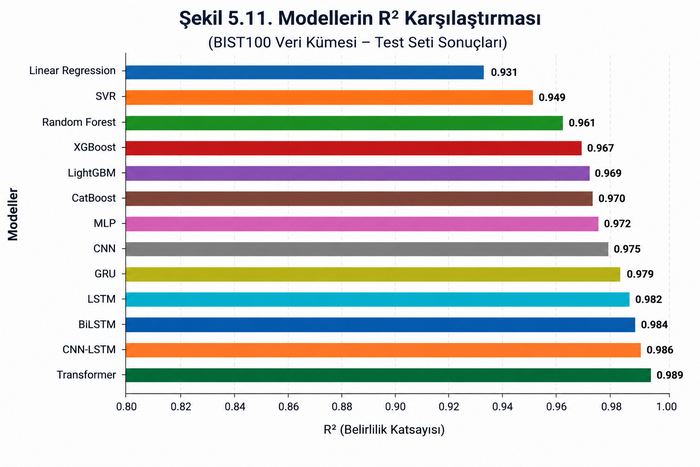 Şekil 5.11. Modellerin R² Karşılaştırması
(BIST100 Veri Kümesi – Test Seti Sonuçları)
Modeller
Linear Regression 0.931
SVR 0.949
Random Forest 0.961
XGBoost 0.967
LightGBM 0.969
CatBoost 0.970
MLP 0.972
CNN 0.975
GRU 0.979
LSTM 0.982
BiLSTM 0.984
CNN-LSTM 0.986
Transformer 0.989
0.80 0.82 0.84 0.86 0.88 0.90 0.92 0.94 0.96 0.98 1.00
R² (Belirlilik Katsayısı)